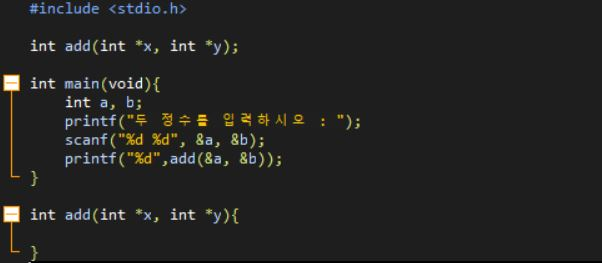 #include <stdio.h>
int add(int *x, int *y);
int main(void){
int a, b;
printf("두 정수를 입력하시오 : ");
scanf("%d %d", &a, &b);
printf("%d",add(&a, &b));
}
int add(int *x, int *y){
}